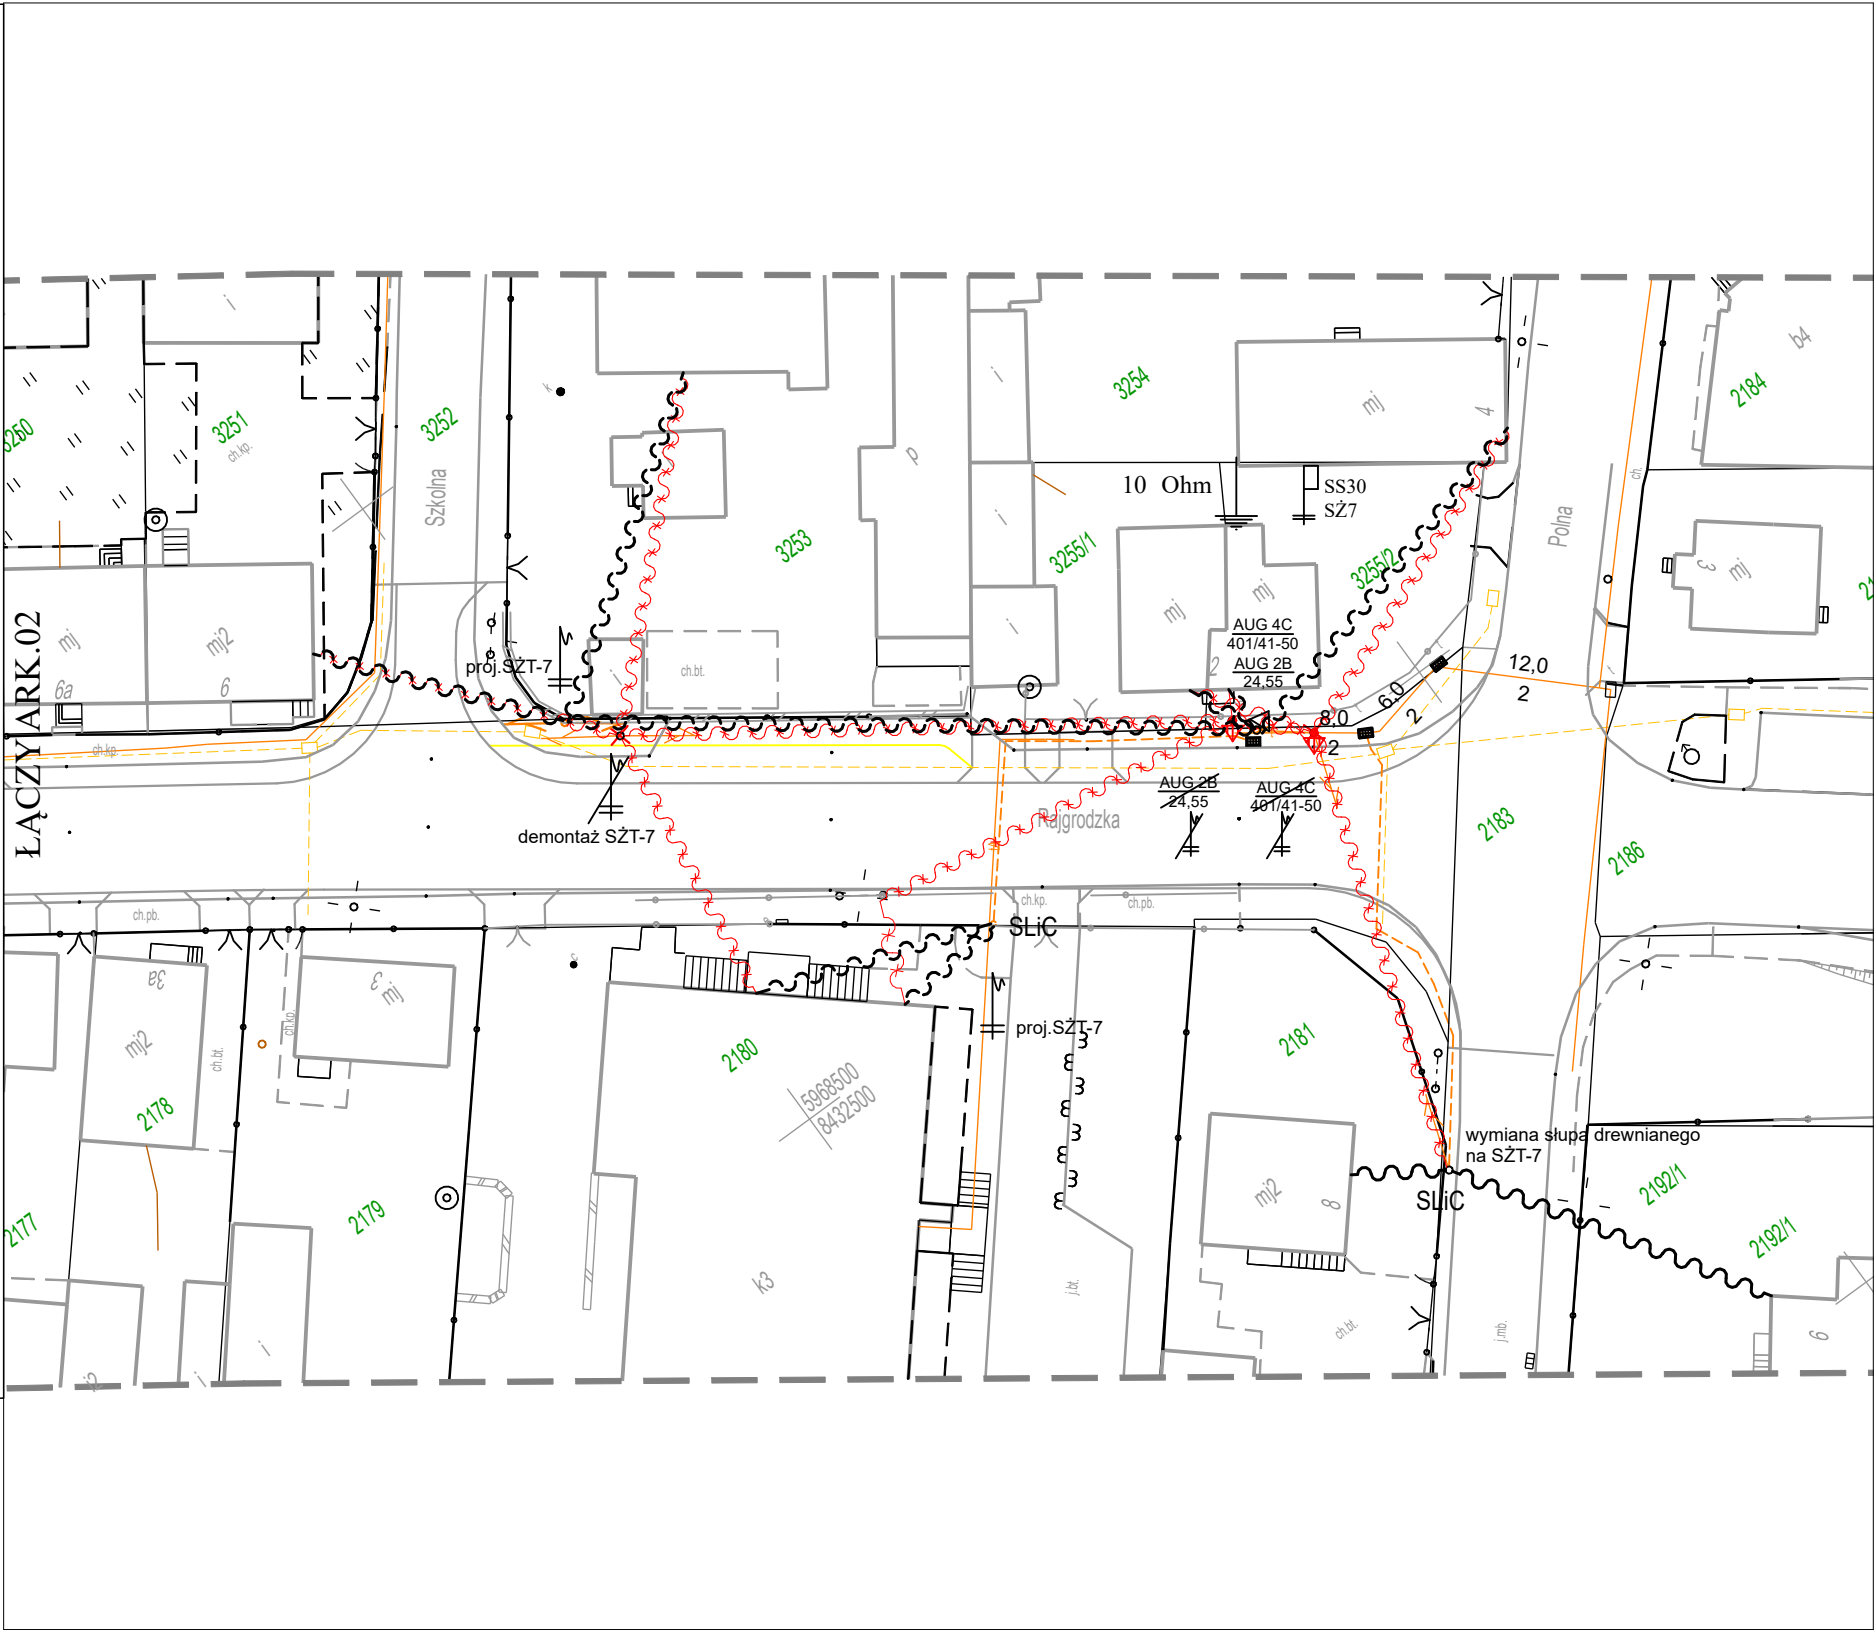 ŁĄCZY ARK.02
3250
3251
ch.kp.
i
3252
Szkolna
k
3253
p
i
i
i
3254
mj
4
10 Ohm
SS30
SŻ7
3255/1
3255/2
mj
mj
2
Polna
ch.
2184
b4
3
mj
mj
6a
mj2
6
ch.kp.
proj.SŻT-7
i
ch.bt.
AUG 4C
401/41-50
AUG 2B
24,55
8,0
2
6,0
2
12,0
2
demontaż SŻT-7
AUG 2B
24,55
AUG 4C
401/41-50
Rajgrodzka
2183
2186
ch.pb.
ch.kp.
ch.pb.
SLiC
3a
mj2
2178
ch.bt.
ch.kp.
3
mj
2177
2179
i2
i
i
2180
5968500
8432500
k3
proj.SŻT-7
j.bt.
2181
mj2
8
ch.bt.
wymiana słupa drewnianego
na SŻT-7
SLiC
j.mb.
2192/1
2192/1